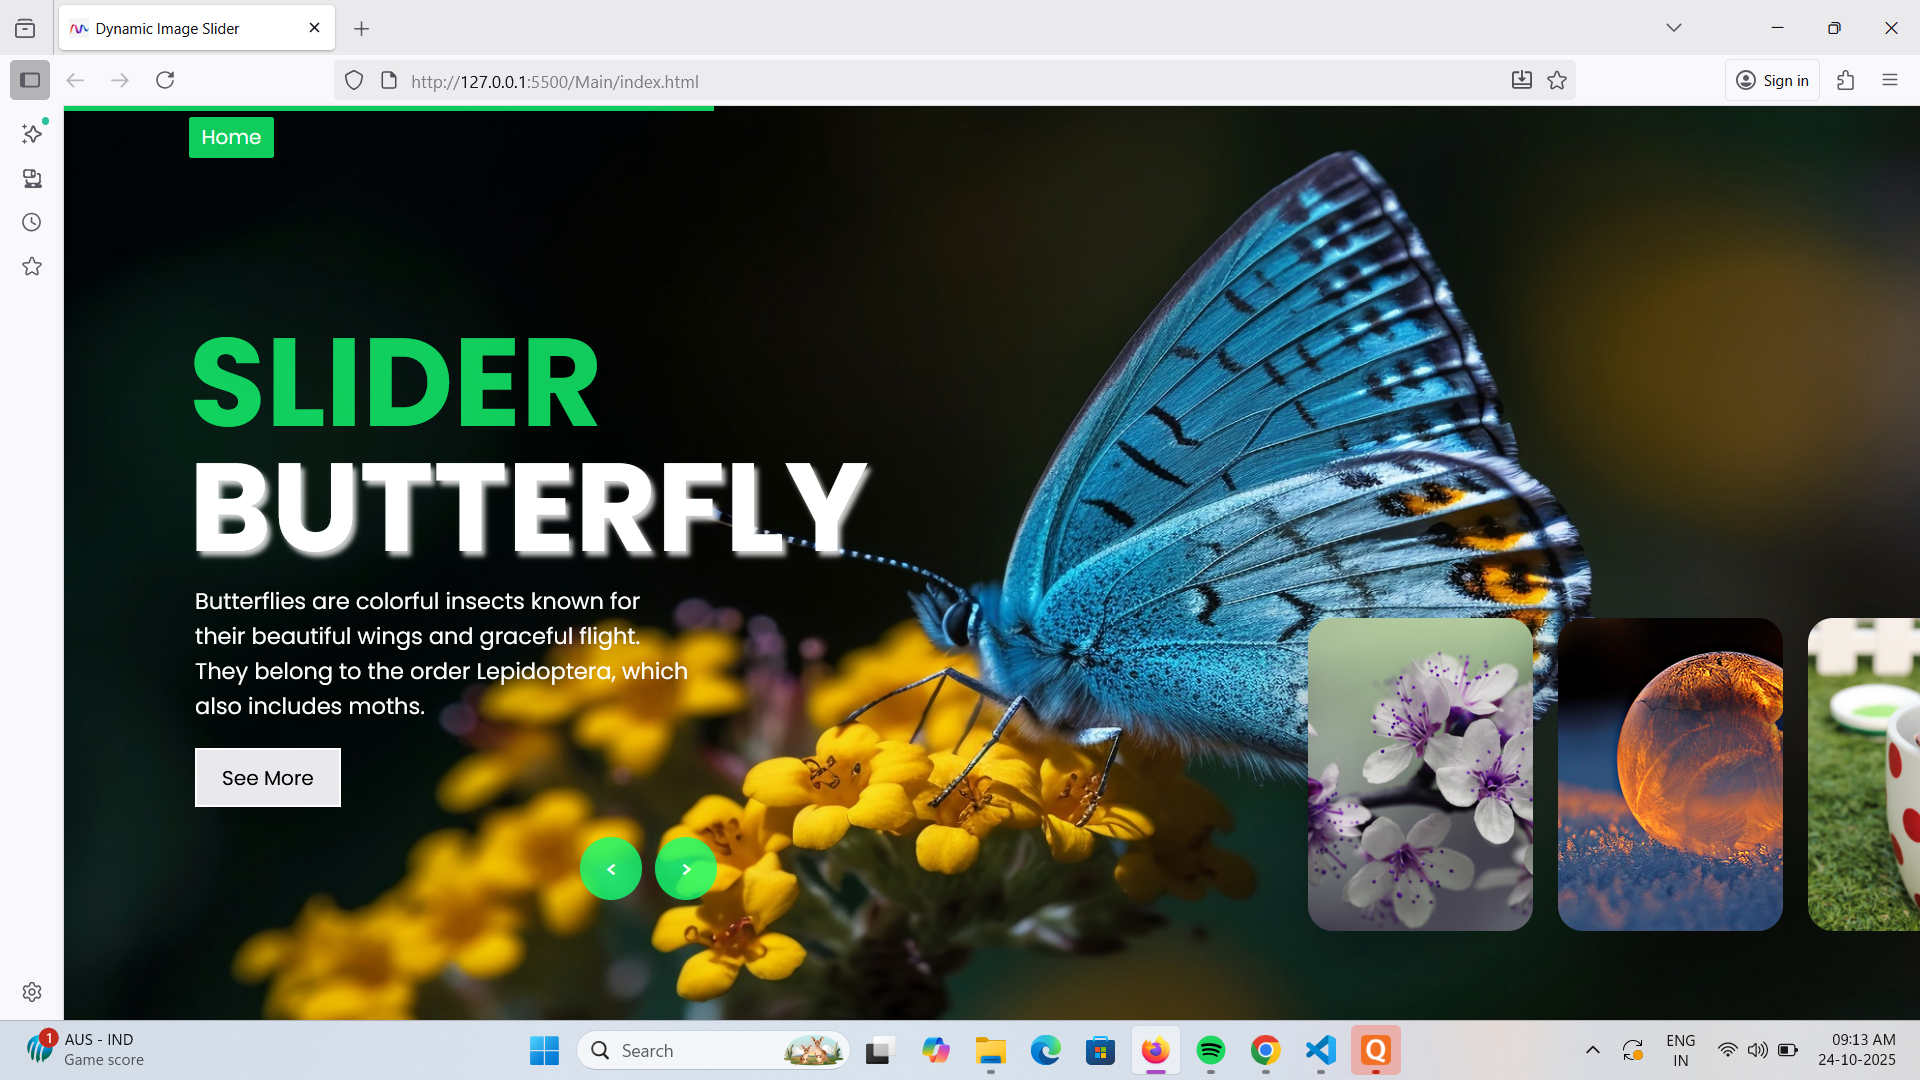 Dynamic Image Slider
http://127.0.0.1:5500/Main/index.html
Sign in
Home
SLIDER
BUTTERFLY
Butterflies are colorful insects known for
their beautiful wings and graceful flight.
They belong to the order Lepidoptera, which
also includes moths.
See More
< >
1
AUS - IND
Game score
Search
ENG
IN
09:13 AM
24-10-2025